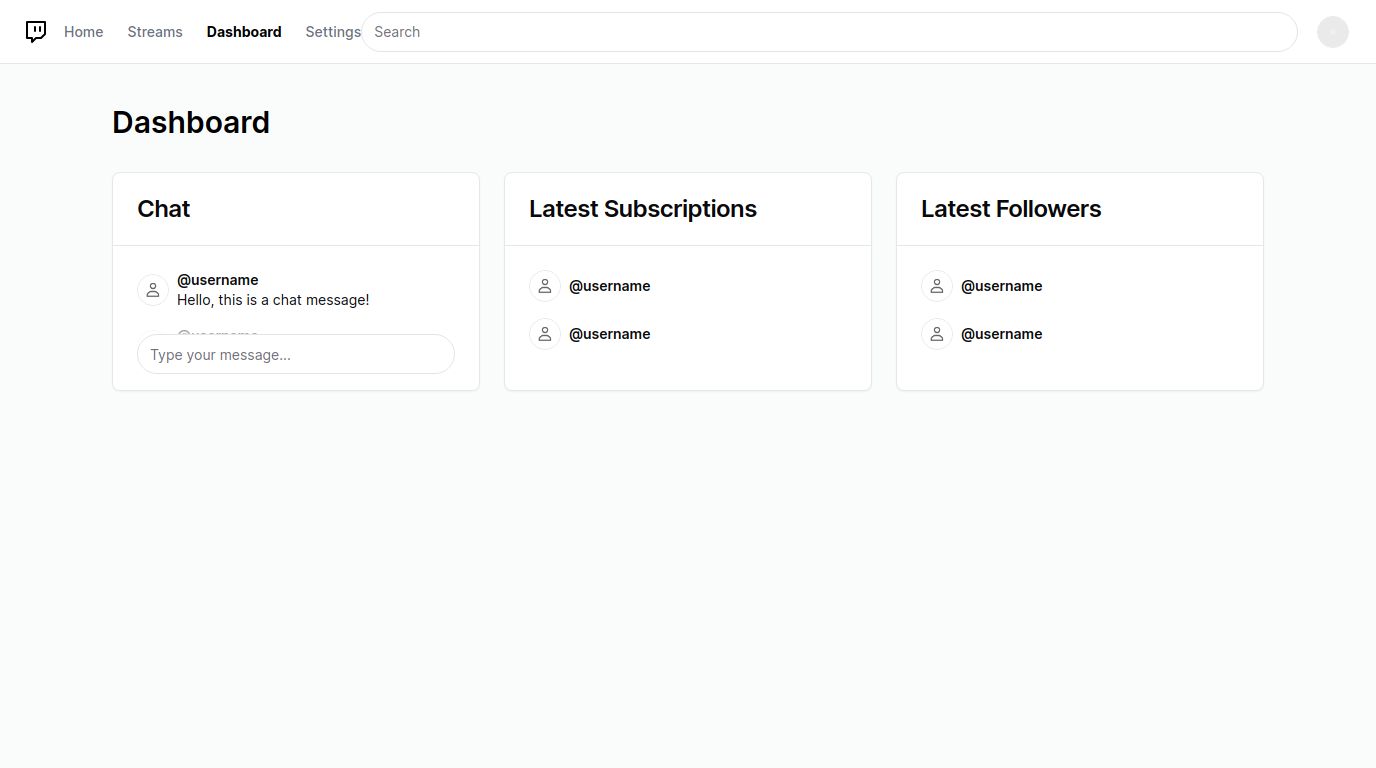 Home Streams Dashboard Settings Search
Dashboard
Chat
@username
Hello, this is a chat message!
@username
Type your message...
Latest Subscriptions
@username
@username
Latest Followers
@username
@username